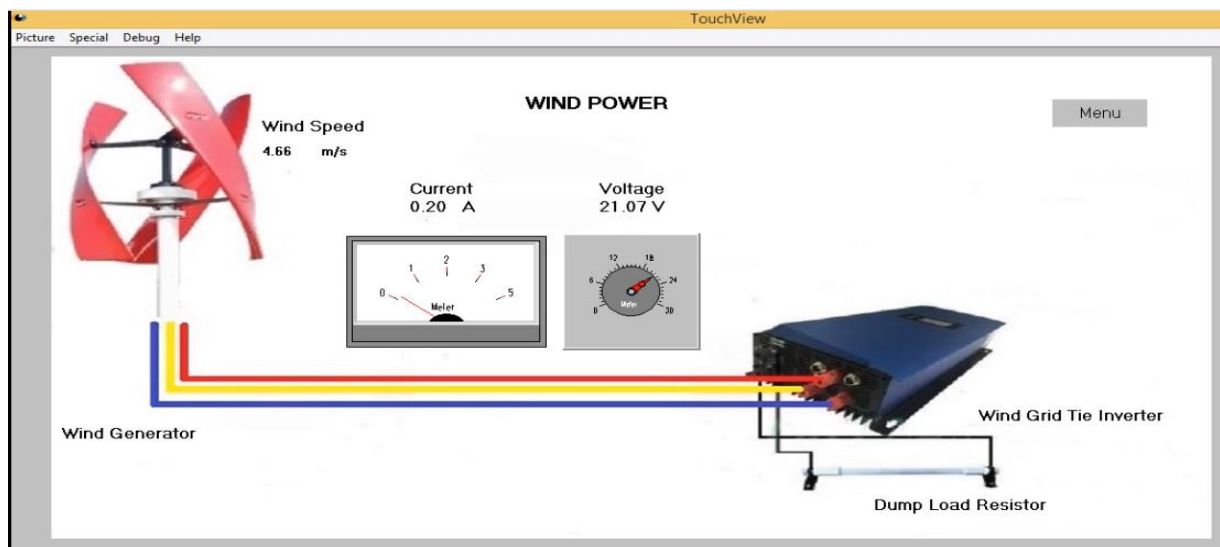 TouchView
Picture Special Debug Help
WIND POWER
Menu
Wind Speed
4.66 m/s
Current
0.20 A
Voltage
21.07 V
0 1 2 3 5
Meter
0 6 12 18 24 30
Meter
Wind Generator
Wind Grid Tie Inverter
Dump Load Resistor